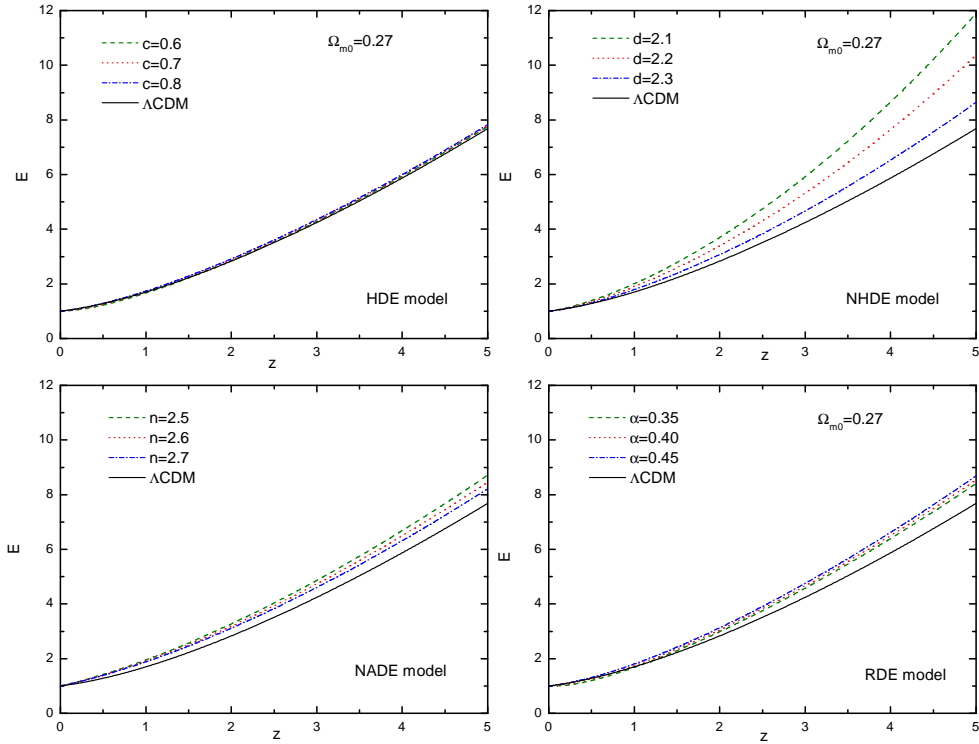 12
10
8
6
4
2
0
E
c=0.6
c=0.7
c=0.8
ΛCDM
Ωm0=0.27
HDE model
0 1 2 3 4 5
z
12
10
8
6
4
2
0
E
d=2.1
d=2.2
d=2.3
ΛCDM
Ωm0=0.27
NHDE model
0 1 2 3 4 5
z
12
10
8
6
4
2
0
E
n=2.5
n=2.6
n=2.7
ΛCDM
NADE model
0 1 2 3 4 5
z
12
10
8
6
4
2
0
E
α=0.35
α=0.40
α=0.45
ΛCDM
Ωm0=0.27
RDE model
0 1 2 3 4 5
z